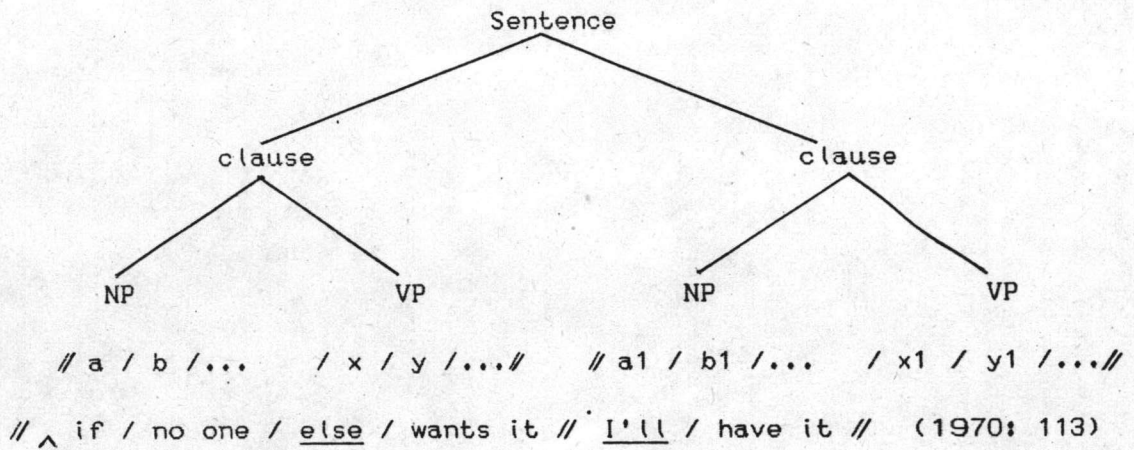 Sentence
clause clause
NP VP NP VP
// a / b /... / x / y /...// // a1 / b1 /... / x1 / y1 /...//
// ^ if / no one / else / wants it // I'll / have it // (1970: 113)